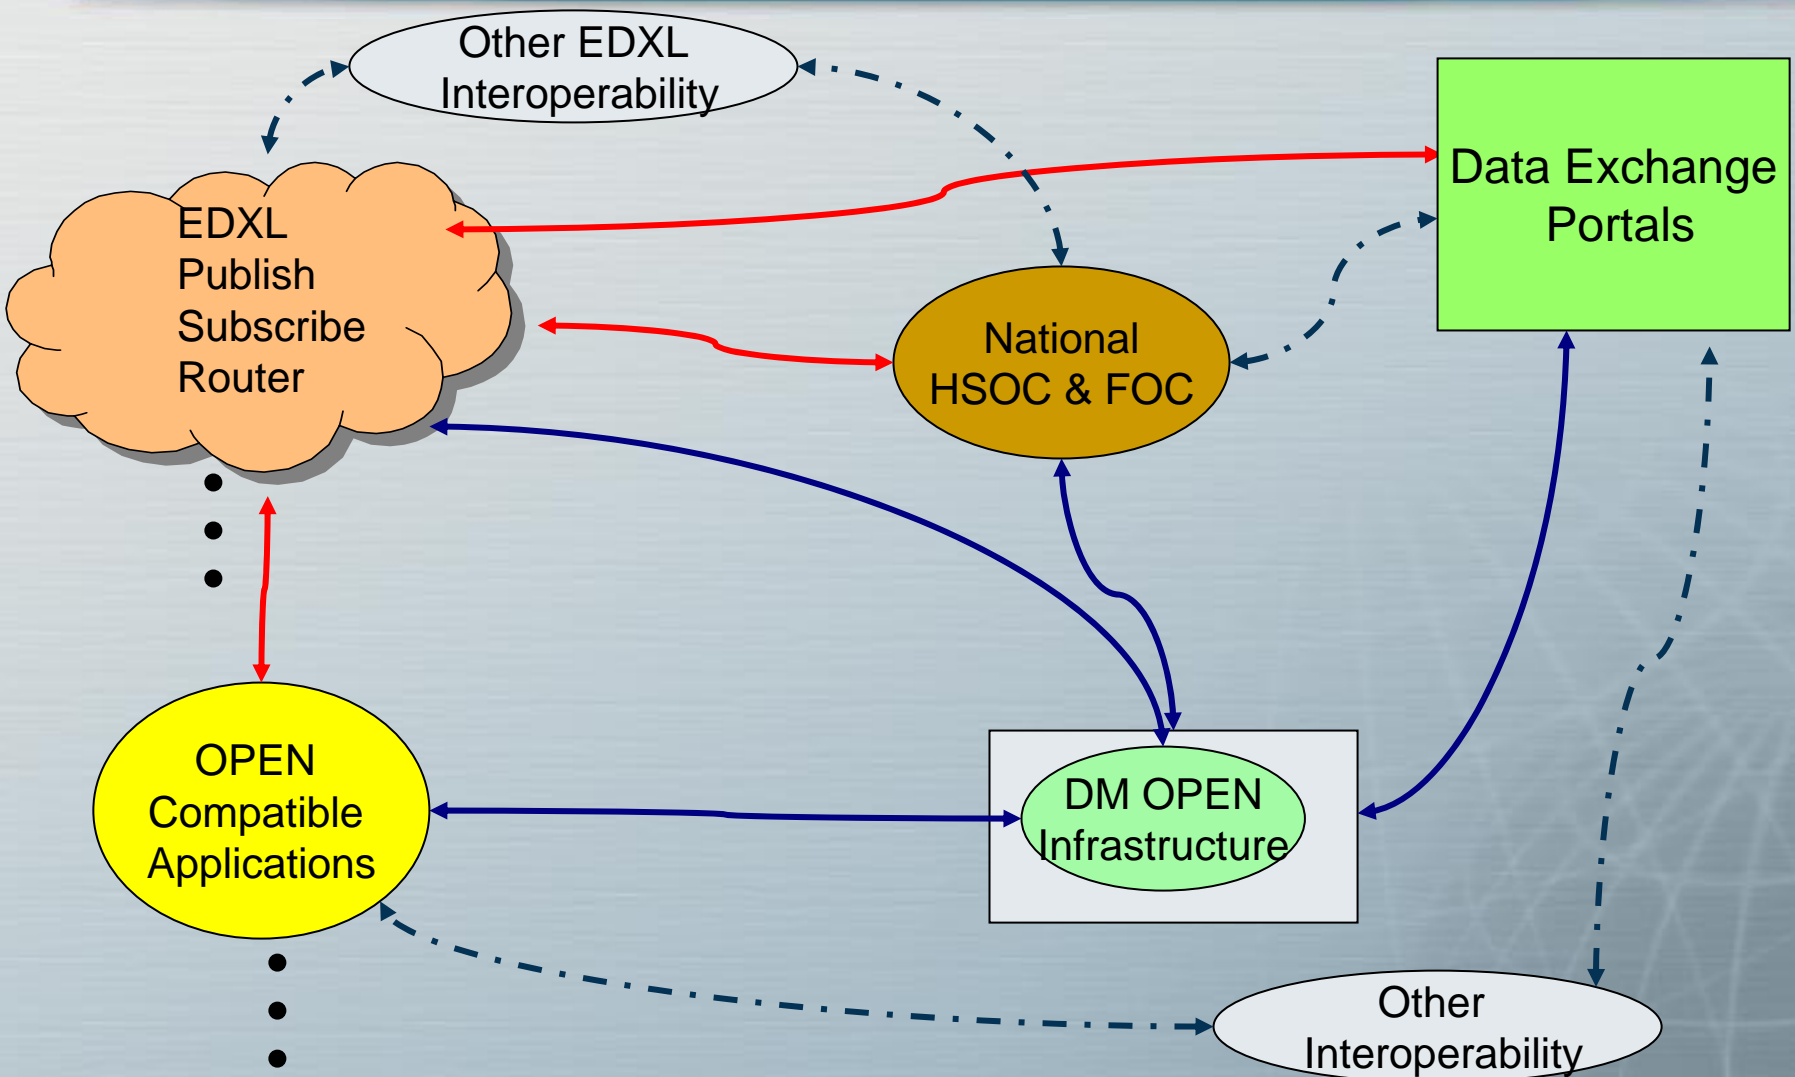 Other EDXL
Interoperability
Data Exchange
Portals
EDXL
Publish
Subscribe
Router
National
HSOC & FOC
OPEN
Compatible
Applications
DM OPEN
Infrastructure
Other
Interoperability